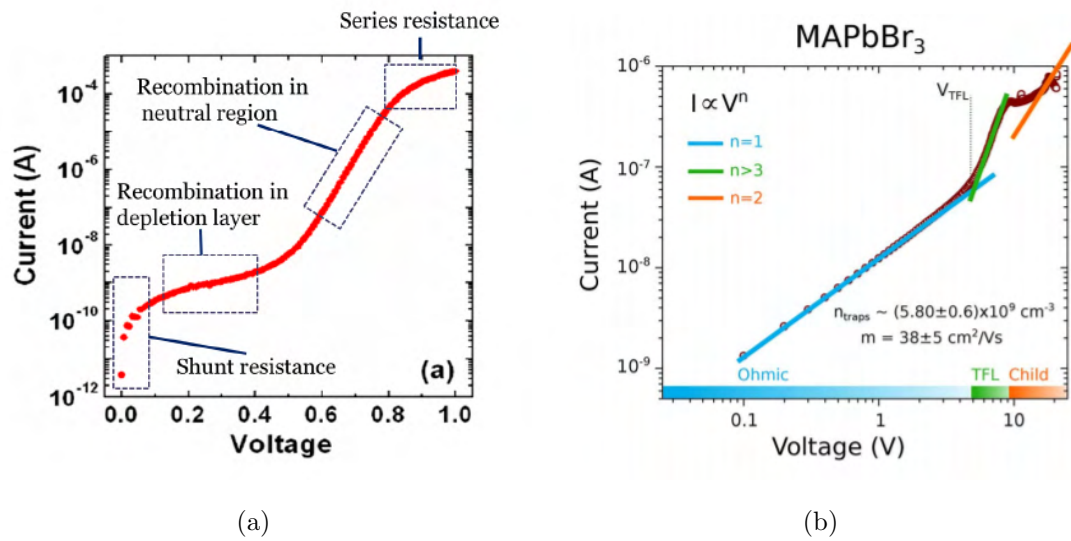 Series resistance
Recombination in
neutral region
Recombination in
depletion layer
Shunt resistance
(a)
Current (A)
10⁻⁴
10⁻⁶
10⁻⁸
10⁻¹⁰
10⁻¹²
0.0 0.2 0.4 0.6 0.8 1.0
Voltage
(a)
MAPbBr₃
I ∝ Vⁿ
n=1
n>3
n=2
V_TFL
n_traps ~ (5.80±0.6)x10⁹ cm⁻³
m = 38±5 cm²/Vs
Ohmic TFL Child
Current (A)
10⁻⁶
10⁻⁷
10⁻⁸
10⁻⁹
0.1 1 10
Voltage (V)
(b)